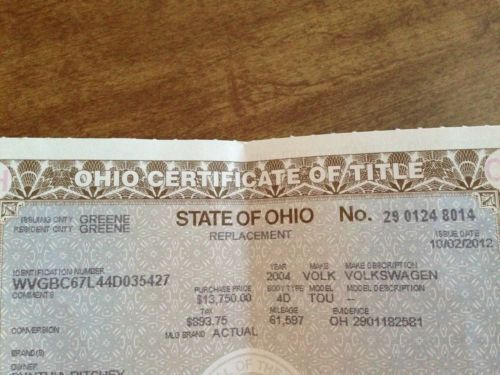 OHIO CERTIFICATE OF TITLE
ISSUING CNTY GREENE
RESIDENT CNTY GREENE
STATE OF OHIO No. 29 0124 8014
REPLACEMENT
ISSUE DATE
10/02/2012
IDENTIFICATION NUMBER
WVGBC67L44D035427
YEAR MAKE MAKE DESCRIPTION
2004 VOLK VOLKSWAGEN
COMMENTS
PURCHASE PRICE BODY TYPE MODEL MODEL DESCRIPTION
$13,750.00 4D TOU --
TAX MILEAGE EVIDENCE
$893.75 61,597 OH 2901182581
CONVERSION
MLG BRAND ACTUAL
BRAND(S)
OWNER